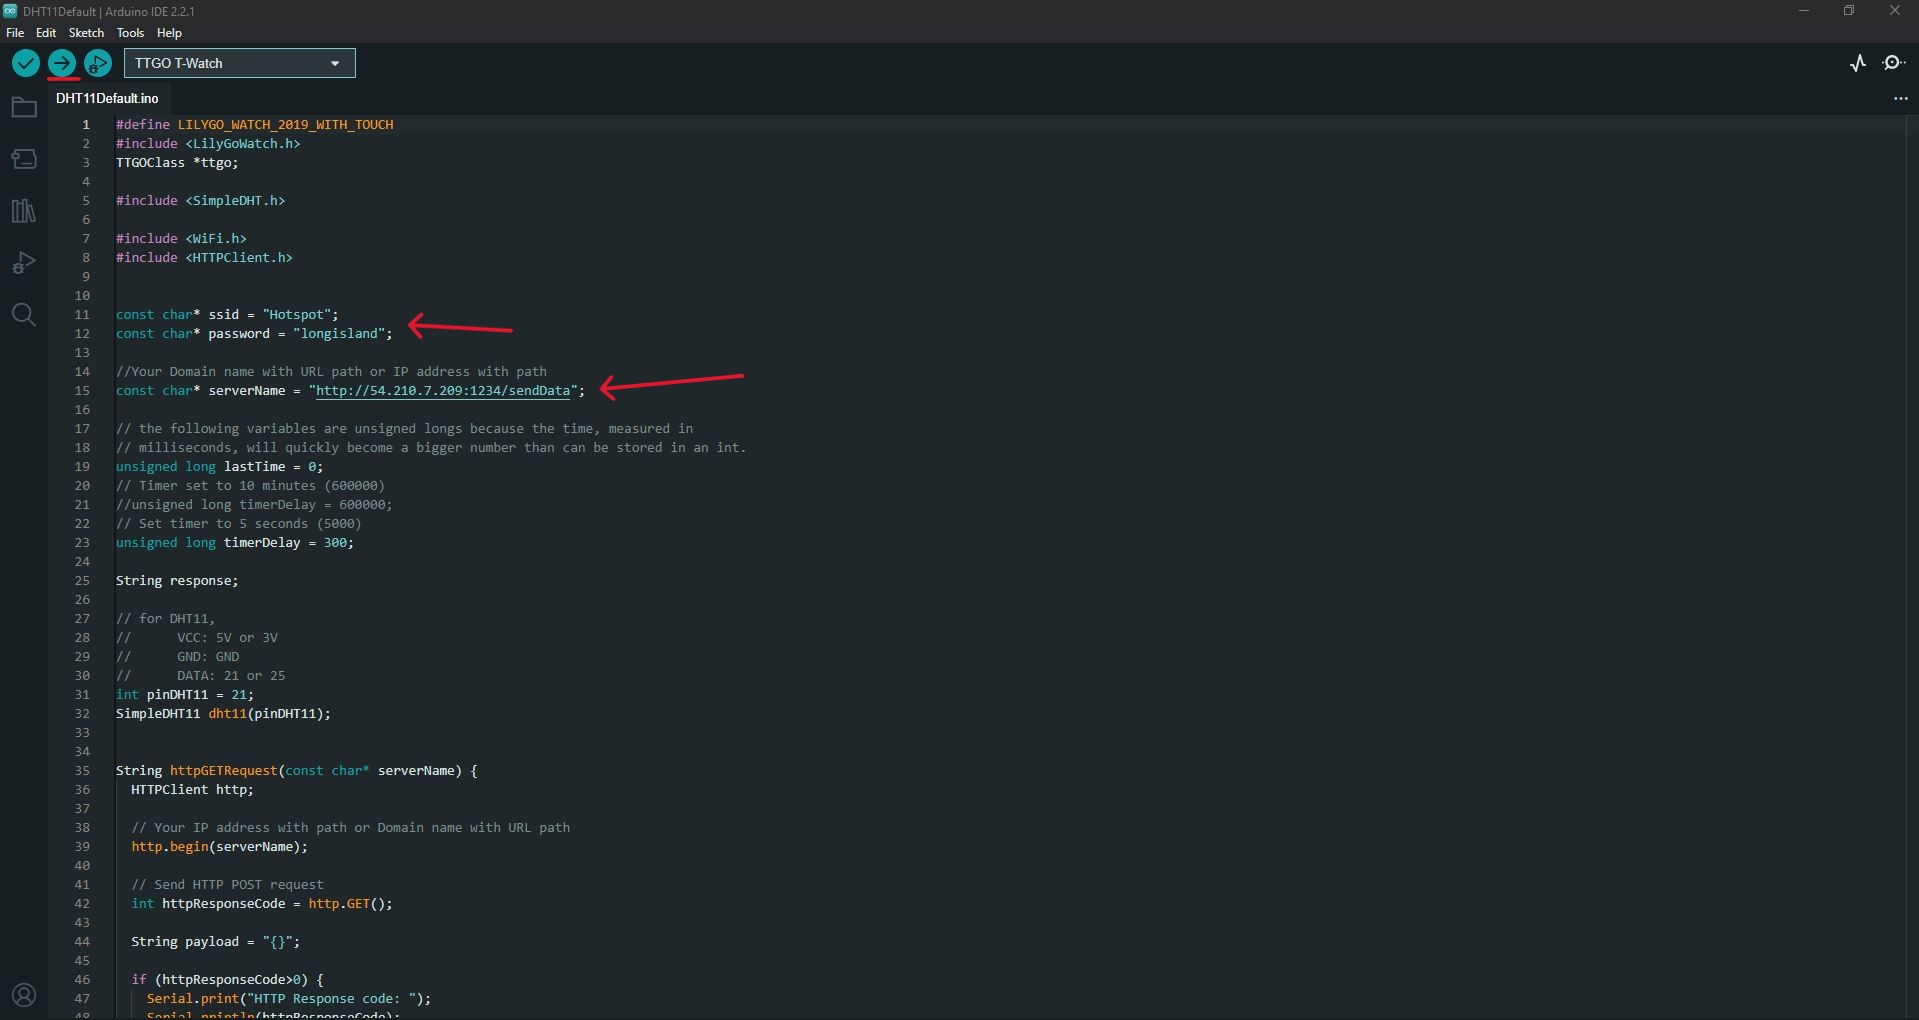 DHT11Default | Arduino IDE 2.2.1
File Edit Sketch Tools Help
TTGO T-Watch
DHT11Default.ino
1 #define LILYGO_WATCH_2019_WITH_TOUCH
2 #include <LilyGoWatch.h>
3 TTGOClass *ttgo;
4
5 #include <SimpleDHT.h>
6
7 #include <WiFi.h>
8 #include <HTTPClient.h>
9
10
11 const char* ssid = "Hotspot";
12 const char* password = "longisland";
13
14 //Your Domain name with URL path or IP address with path
15 const char* serverName = "http://54.210.7.209:1234/sendData";
16
17 // the following variables are unsigned longs because the time, measured in
18 // milliseconds, will quickly become a bigger number than can be stored in an int.
19 unsigned long lastTime = 0;
20 // Timer set to 10 minutes (600000)
21 //unsigned long timerDelay = 600000;
22 // Set timer to 5 seconds (5000)
23 unsigned long timerDelay = 300;
24
25 String response;
26
27 // for DHT11,
28 //      VCC: 5V or 3V
29 //      GND: GND
30 //      DATA: 21 or 25
31 int pinDHT11 = 21;
32 SimpleDHT11 dht11(pinDHT11);
33
34
35 String httpGETRequest(const char* serverName) {
36   HTTPClient http;
37
38   // Your IP address with path or Domain name with URL path
39   http.begin(serverName);
40
41   // Send HTTP POST request
42   int httpResponseCode = http.GET();
43
44   String payload = "{}";
45
46   if (httpResponseCode>0) {
47     Serial.print("HTTP Response code: ");
48     Serial.println(httpResponseCode);